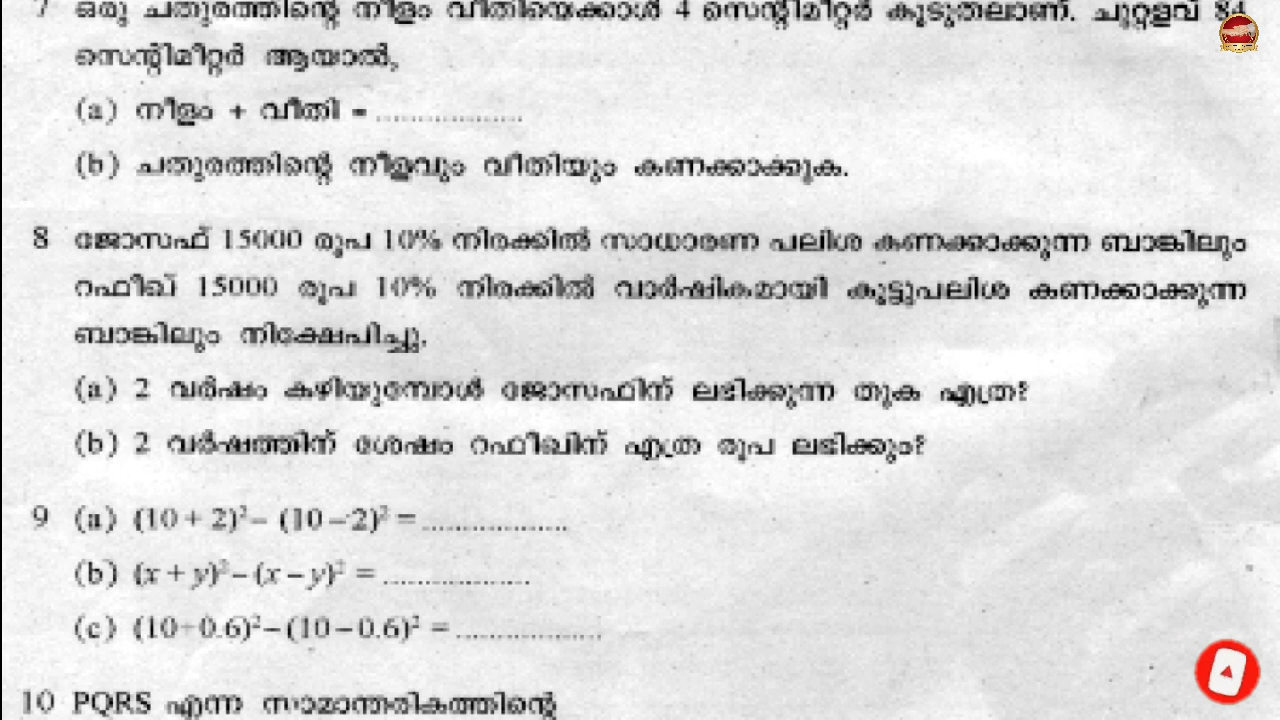 7 ഒരു ചതുരത്തിന്റെ നീളം വീതിയെക്കാൾ 4 സെന്റിമീറ്റർ കൂടുതലാണ്. ചുറ്റളവ് 84
സെന്റിമീറ്റർ ആയാൽ,
(a) നീളം + വീതി = ..................
(b) ചതുരത്തിന്റെ നീളവും വീതിയും കണക്കാക്കുക.
8 ജോസഫ് 15000 രൂപ 10% നിരക്കിൽ സാധാരണ പലിശ കണക്കാക്കുന്ന ബാങ്കിലും
റഫീഖ് 15000 രൂപ 10% നിരക്കിൽ വാർഷികമായി കൂട്ടുപലിശ കണക്കാക്കുന്ന
ബാങ്കിലും നിക്ഷേപിച്ചു.
(a) 2 വർഷം കഴിയുമ്പോൾ ജോസഫിന് ലഭിക്കുന്ന തുക എത്ര?
(b) 2 വർഷത്തിന് ശേഷം റഫീഖിന് എത്ര രൂപ ലഭിക്കും?
9 (a) (10 + 2)² – (10 – 2)² = ..................
(b) (x + y)² – (x – y)² = ..................
(c) (10+0.6)² – (10 – 0.6)² = ..................
10 PQRS എന്ന സാമാന്തരികത്തിന്റെ